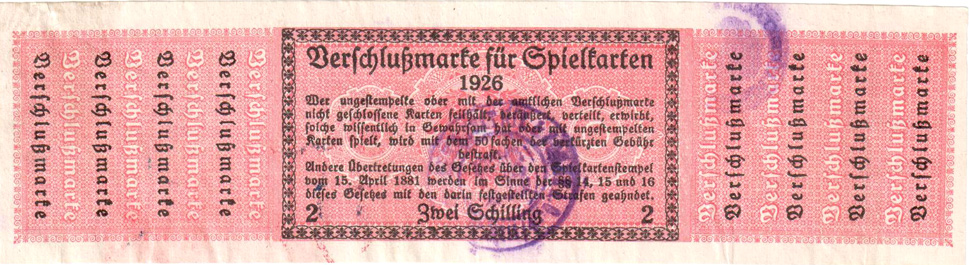 Verschlußmarke
Verschlußmarke
Verschlußmarke
Verschlußmarke
Verschlußmarke
Verschlußmarke
Verschlußmarke
Verschlußmarke
Verschlußmarke für Spielkarten
1926
Wer ungestempelte oder mit der amtlichen Verschlußmarke
nicht geschlossene Karten feilhält, veräußert, verteilt, erwirbt,
solche wissentlich in Gewahrsam hat oder mit ungestempelten
Karten spielt, wird mit dem 50fachen der verkürzten Gebühr
bestraft.
Andere Übertretungen des Gesetzes über den Spielkartenstempel
vom 15. April 1881 werden im Sinne der §§ 14, 15 und 16
dieses Gesetzes mit den darin festgestellten Strafen geahndet.
2 Zwei Schilling 2
Verschlußmarke
Verschlußmarke
Verschlußmarke
Verschlußmarke
Verschlußmarke
Verschlußmarke
Verschlußmarke
Verschlußmarke